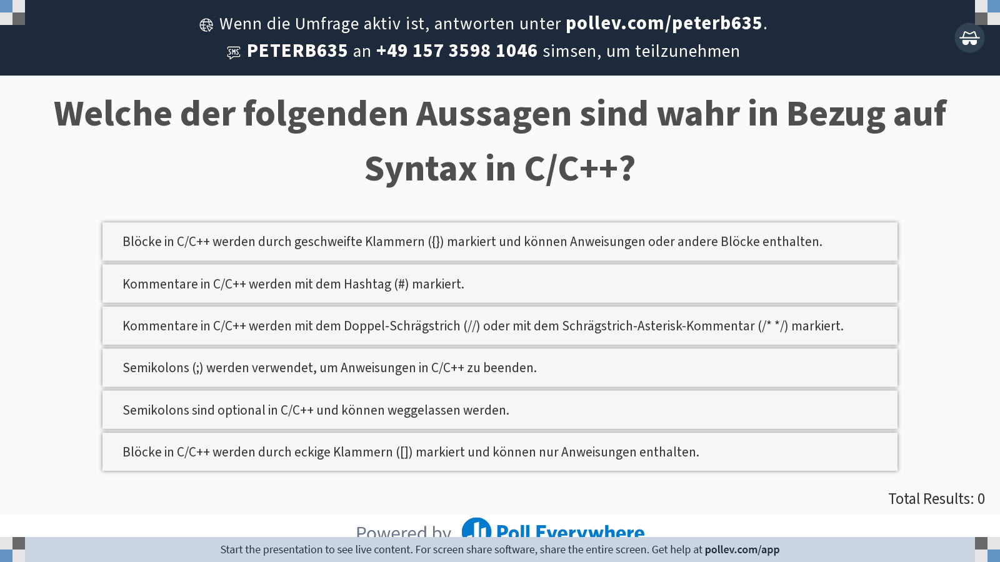 Wenn die Umfrage aktiv ist, antworten unter pollev.com/peterb635.
PETERB635 an +49 157 3598 1046 simsen, um teilzunehmen
Welche der folgenden Aussagen sind wahr in Bezug auf
Syntax in C/C++?
Blöcke in C/C++ werden durch geschweifte Klammern ({}) markiert und können Anweisungen oder andere Blöcke enthalten.
Kommentare in C/C++ werden mit dem Hashtag (#) markiert.
Kommentare in C/C++ werden mit dem Doppel-Schrägstrich (//) oder mit dem Schrägstrich-Asterisk-Kommentar (/* */) markiert.
Semikolons (;) werden verwendet, um Anweisungen in C/C++ zu beenden.
Semikolons sind optional in C/C++ und können weggelassen werden.
Blöcke in C/C++ werden durch eckige Klammern ([]) markiert und können nur Anweisungen enthalten.
Total Results: 0
Powered by Poll Everywhere
Start the presentation to see live content. For screen share software, share the entire screen. Get help at pollev.com/app